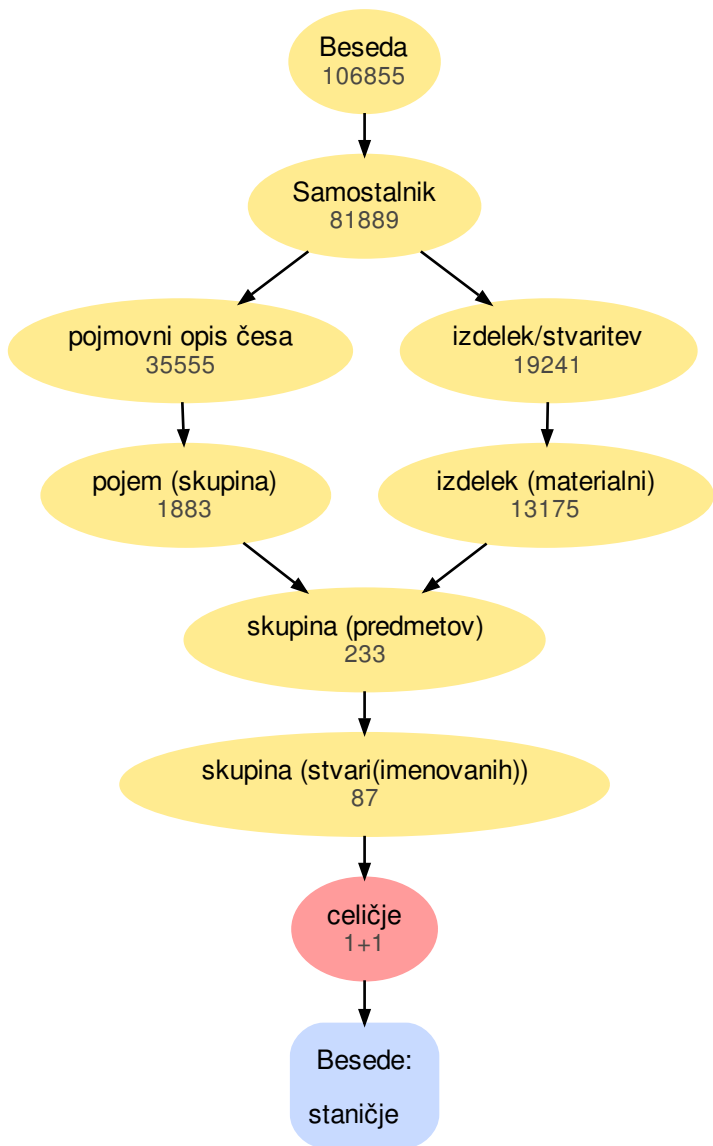 Beseda
106855
Samostalnik
81889
pojmovni opis česa
35555
izdelek/stvaritev
19241
pojem (skupina)
1883
izdelek (materialni)
13175
skupina (predmetov)
233
skupina (stvari(imenovanih))
87
celičje
1+1
Besede:
staničje